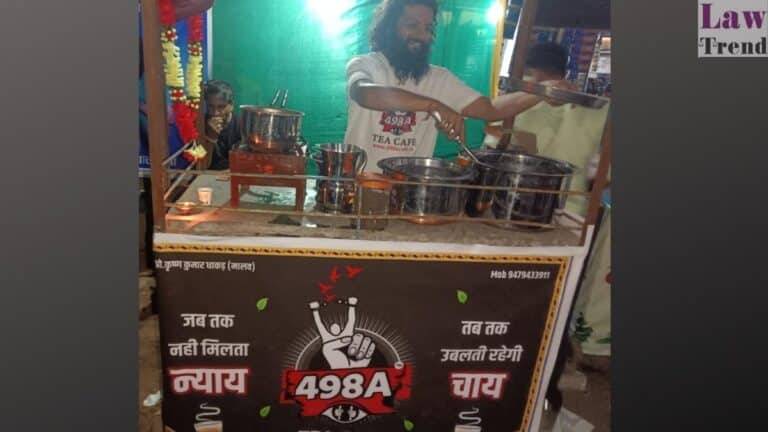 Law
Trend
498A
TEA CAFE
प्रो.कृष्ण कुमार धाकड़ (मालव)
Mob 9479433911
जब तक
नही मिलता
न्याय
498A
तब तक
उबलती रहेगी
चाय